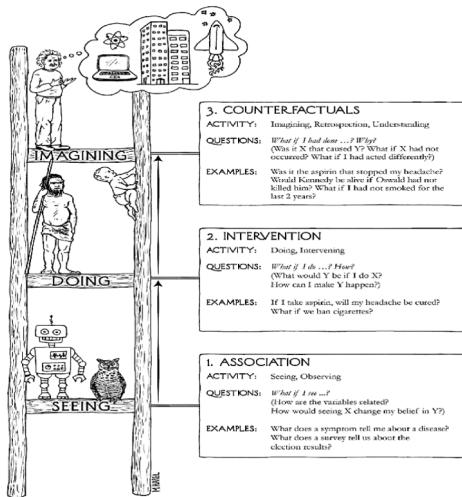 3. COUNTERFACTUALS
ACTIVITY: Imagining, Retrospection, Understanding
QUESTIONS: What if I had done …? Why?
(Was it X that caused Y? What if X had not
occurred? What if I had acted differently?)
EXAMPLES: Was it the aspirin that stopped my headache?
Would Kennedy be alive if Oswald had not
killed him? What if I had not smoked for the
last 2 years?
IMAGINING
2. INTERVENTION
ACTIVITY: Doing, Intervening
QUESTIONS: What if I do …? How?
(What would Y be if I do X?
How can I make Y happen?)
EXAMPLES: If I take aspirin, will my headache be cured?
What if we ban cigarettes?
DOING
1. ASSOCIATION
ACTIVITY: Seeing, Observing
QUESTIONS: What if I see …?
(How are the variables related?
How would seeing X change my belief in Y?)
EXAMPLES: What does a symptom tell me about a disease?
What does a survey tell us about the
election results?
SEEING